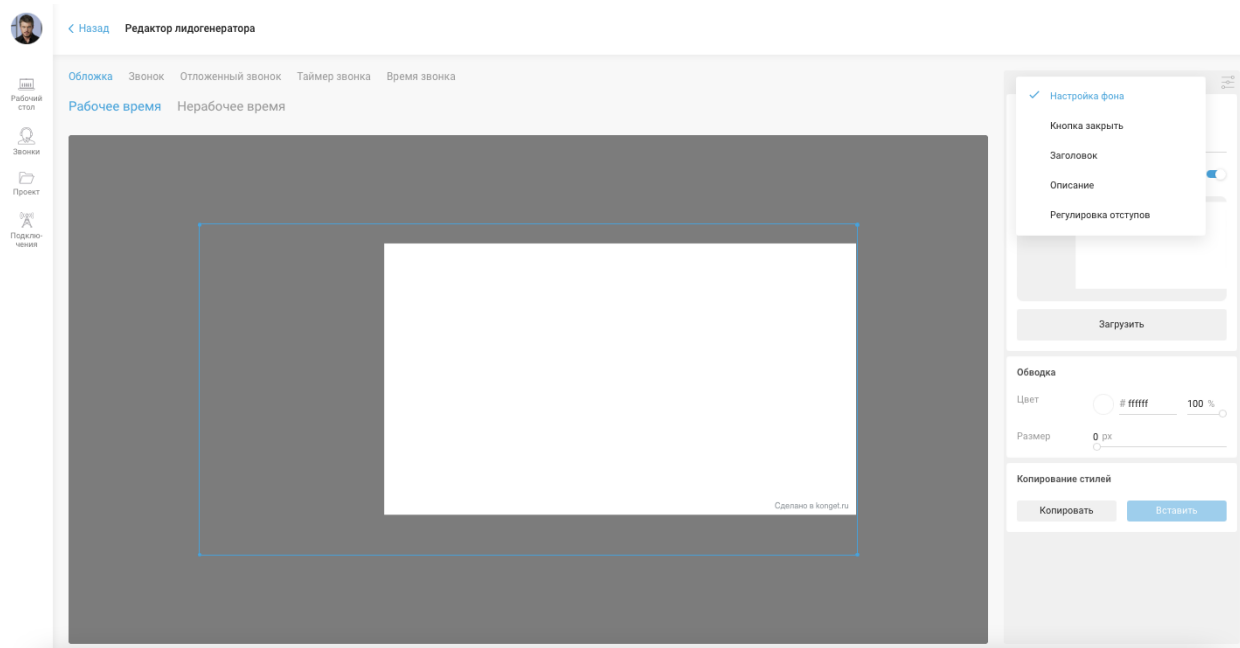 Назад
Редактор лидогенератора
Рабочий
стол
Звонки
Проект
Подклю-
чения
Обложка Звонок Отложенный звонок Таймер звонка Время звонка
Рабочее время Нерабочее время
Сделано в konget.ru
Настройка фона
Кнопка закрыть
Заголовок
Описание
Регулировка отступов
Загрузить
Обводка
Цвет # ffffff 100 %
Размер 0 px
Копирование стилей
Копировать Вставить